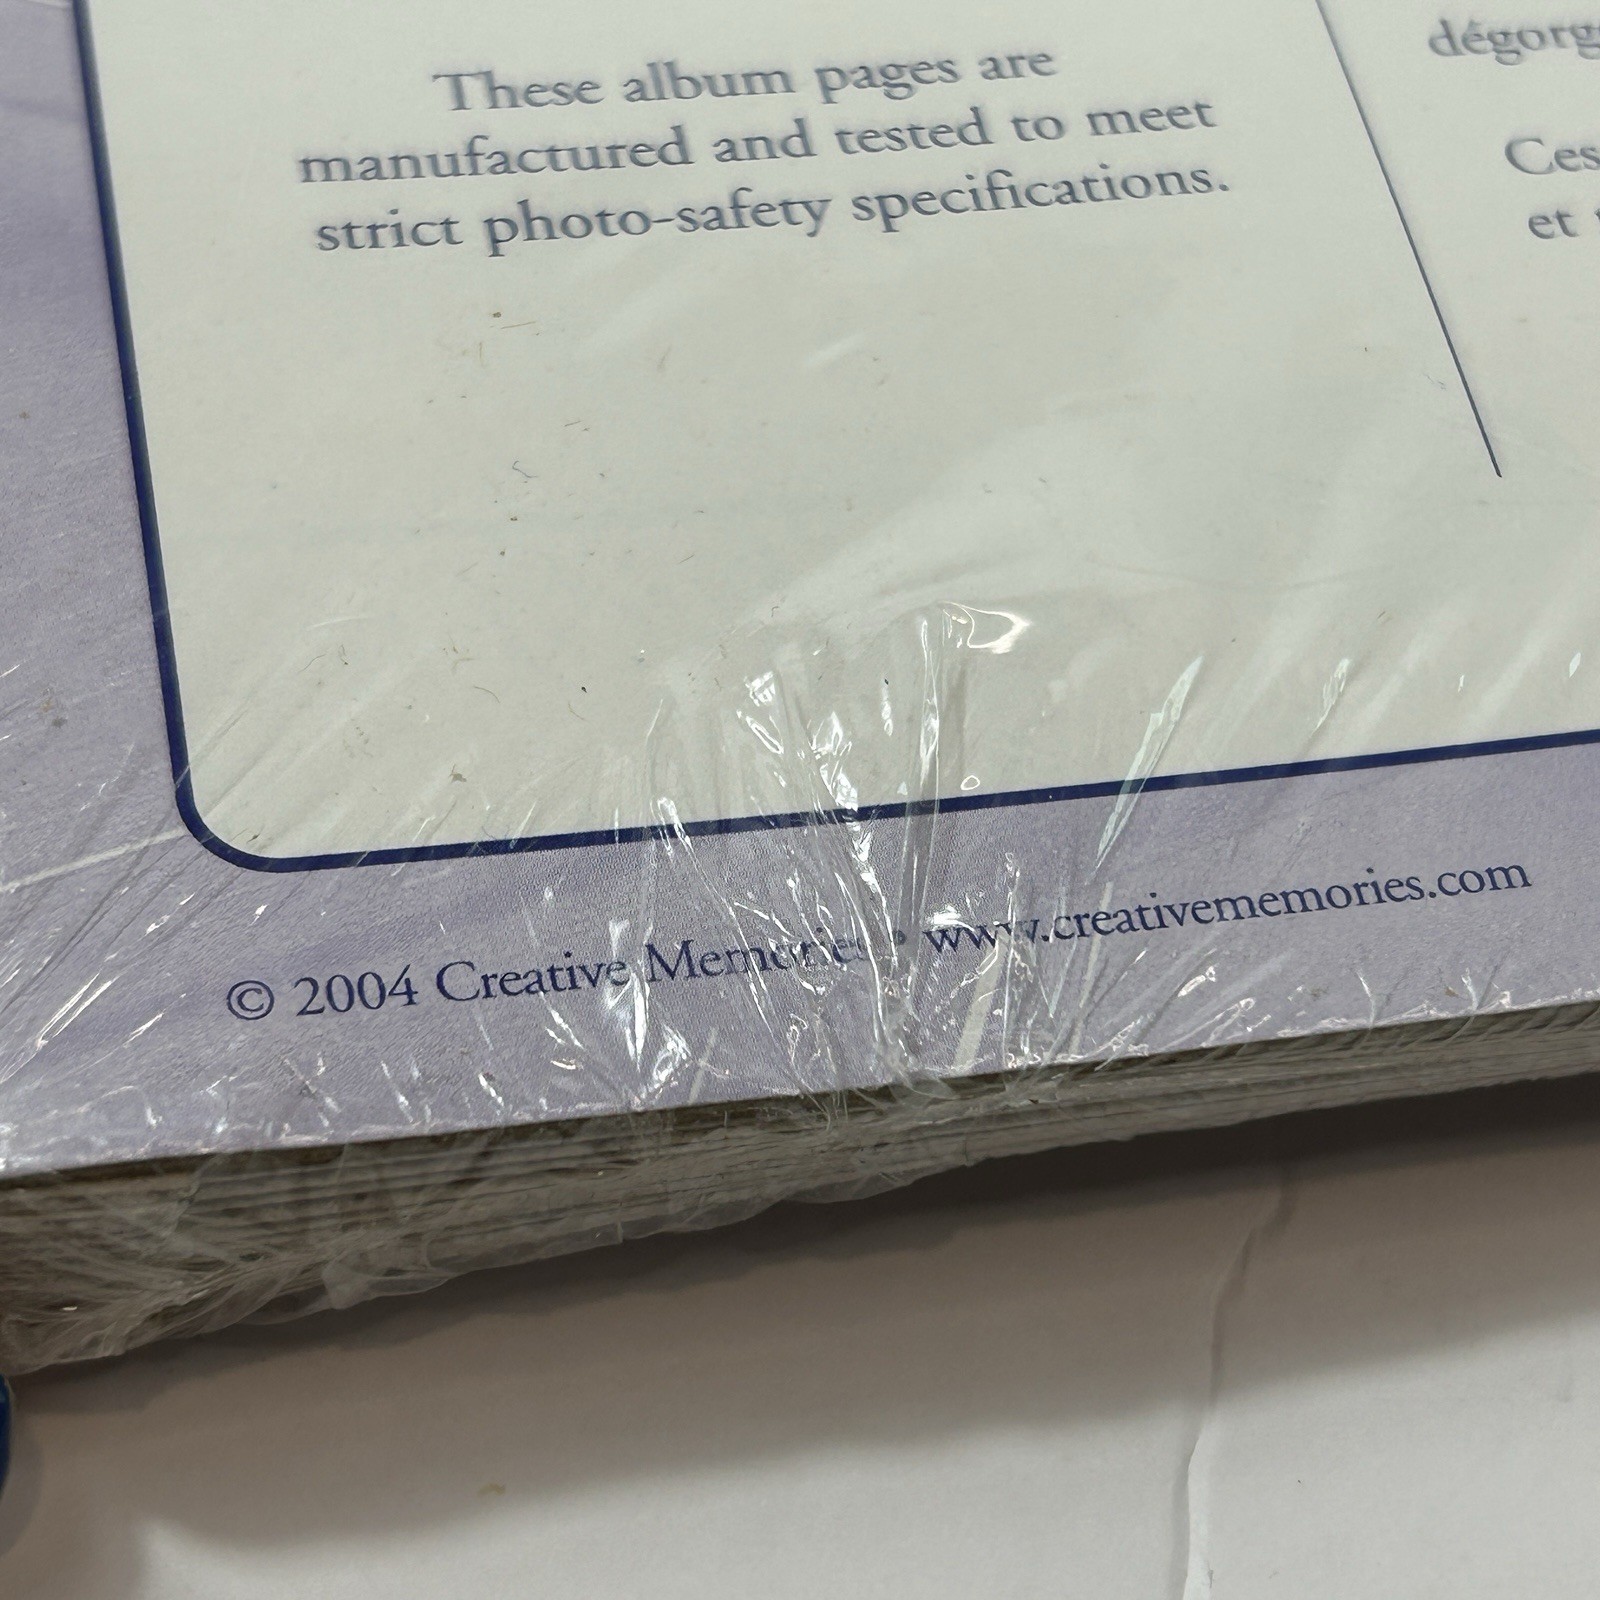 These album pages are
manufactured and tested to meet
strict photo-safety specifications.
Ces
et
© 2004 Creative Memories • www.creativememories.com